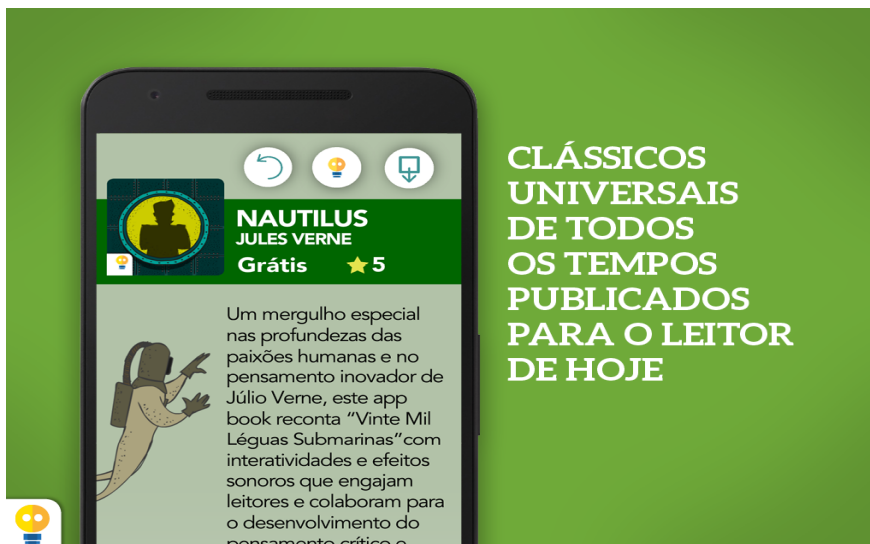 NAUTILUS
JULES VERNE
Grátis ★5
Um mergulho especial
nas profundezas das
paixões humanas e no
pensamento inovador de
Júlio Verne, este app
book reconta “Vinte Mil
Léguas Submarinas”com
interatividades e efeitos
sonoros que engajam
leitores e colaboram para
o desenvolvimento do
pensamento crítico e
CLÁSSICOS
UNIVERSAIS
DE TODOS
OS TEMPOS
PUBLICADOS
PARA O LEITOR
DE HOJE